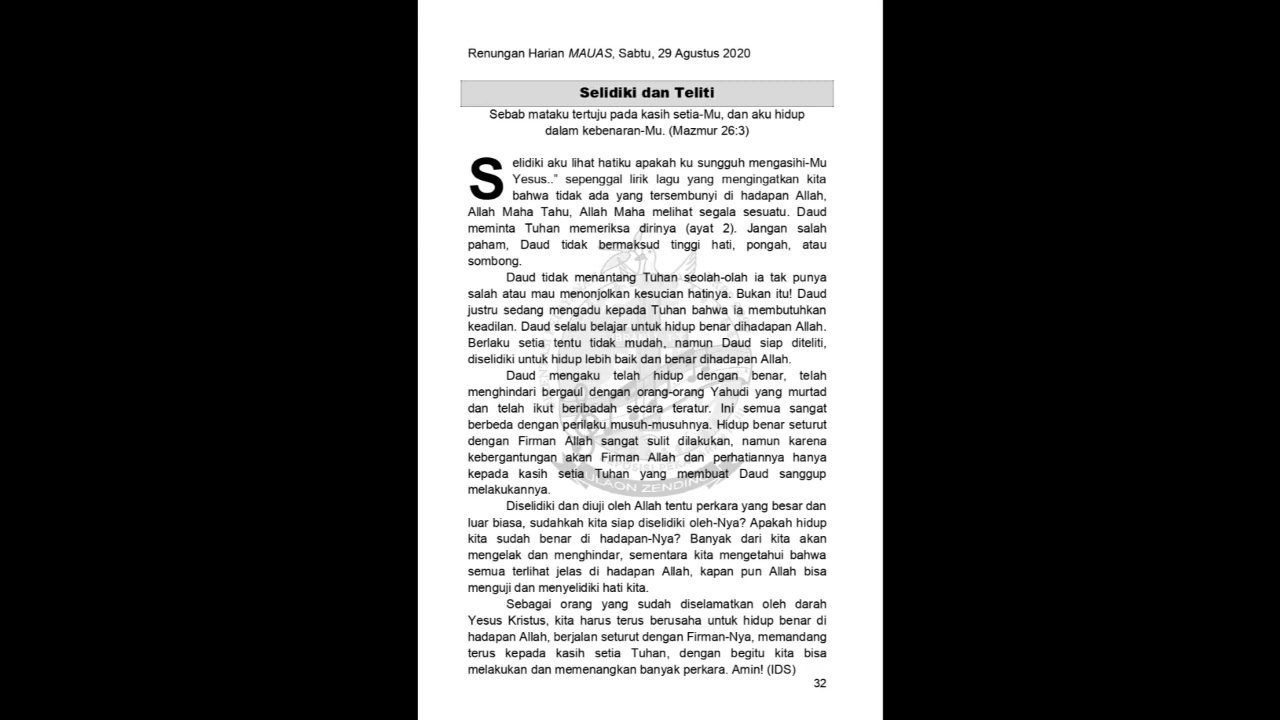 Renungan Harian MAUAS, Sabtu, 29 Agustus 2020
Selidiki dan Teliti
Sebab mataku tertuju pada kasih setia-Mu, dan aku hidup
dalam kebenaran-Mu. (Mazmur 26:3)
Selidiki aku lihat hatiku apakah ku sungguh mengasihi-Mu
Yesus..” sepenggal lirik lagu yang mengingatkan kita
bahwa tidak ada yang tersembunyi di hadapan Allah,
Allah Maha Tahu, Allah Maha melihat segala sesuatu. Daud
meminta Tuhan memeriksa dirinya (ayat 2). Jangan salah
paham, Daud tidak bermaksud tinggi hati, pongah, atau
sombong.
Daud tidak menantang Tuhan seolah-olah ia tak punya
salah atau mau menonjolkan kesucian hatinya. Bukan itu! Daud
justru sedang mengadu kepada Tuhan bahwa Ia membutuhkan
keadilan. Daud selalu belajar untuk hidup benar dihadapan Allah.
Berlaku setia tentu tidak mudah, namun Daud siap diteliti,
diselidiki untuk hidup lebih baik dan benar dihadapan Allah.
Daud mengaku telah hidup dengan benar, telah
menghindari bergaul dengan orang-orang Yahudi yang murtad
dan telah ikut beribadah secara teratur. Ini semua sangat
berbeda dengan perilaku musuh-musuhnya. Hidup benar seturut
dengan Firman Allah sangat sulit dilakukan, namun karena
kebergantungan akan Firman Allah dan perhatiannya hanya
kepada kasih setia Tuhan yang membuat Daud sanggup
melakukannya.
Diselidiki dan diuji oleh Allah tentu perkara yang besar dan
luar biasa, sudahkah kita siap diselidiki oleh-Nya? Apakah hidup
kita sudah benar di hadapan-Nya? Banyak dari kita akan
mengelak dan menghindar, sementara kita mengetahui bahwa
semua terlihat jelas di hadapan Allah, kapan pun Allah bisa
menguji dan menyelidiki hati kita.
Sebagai orang yang sudah diselamatkan oleh darah
Yesus Kristus, kita harus terus berusaha untuk hidup benar di
hadapan Allah, berjalan seturut dengan Firman-Nya, memandang
terus kepada kasih setia Tuhan, dengan begitu kita bisa
melakukan dan memenangkan banyak perkara. Amin! (IDS)
32